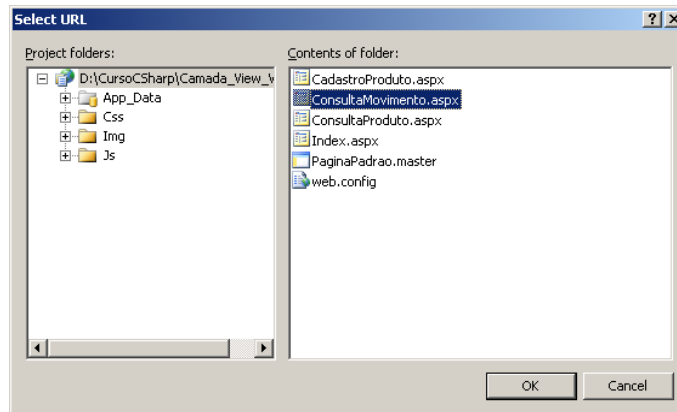 Select URL
Project folders:
D:\CursoCSharp\Camada_View_V
App_Data
Css
Img
Js
Contents of folder:
CadastroProduto.aspx
ConsultaMovimento.aspx
ConsultaProduto.aspx
Index.aspx
PaginaPadrao.master
web.config
OK
Cancel